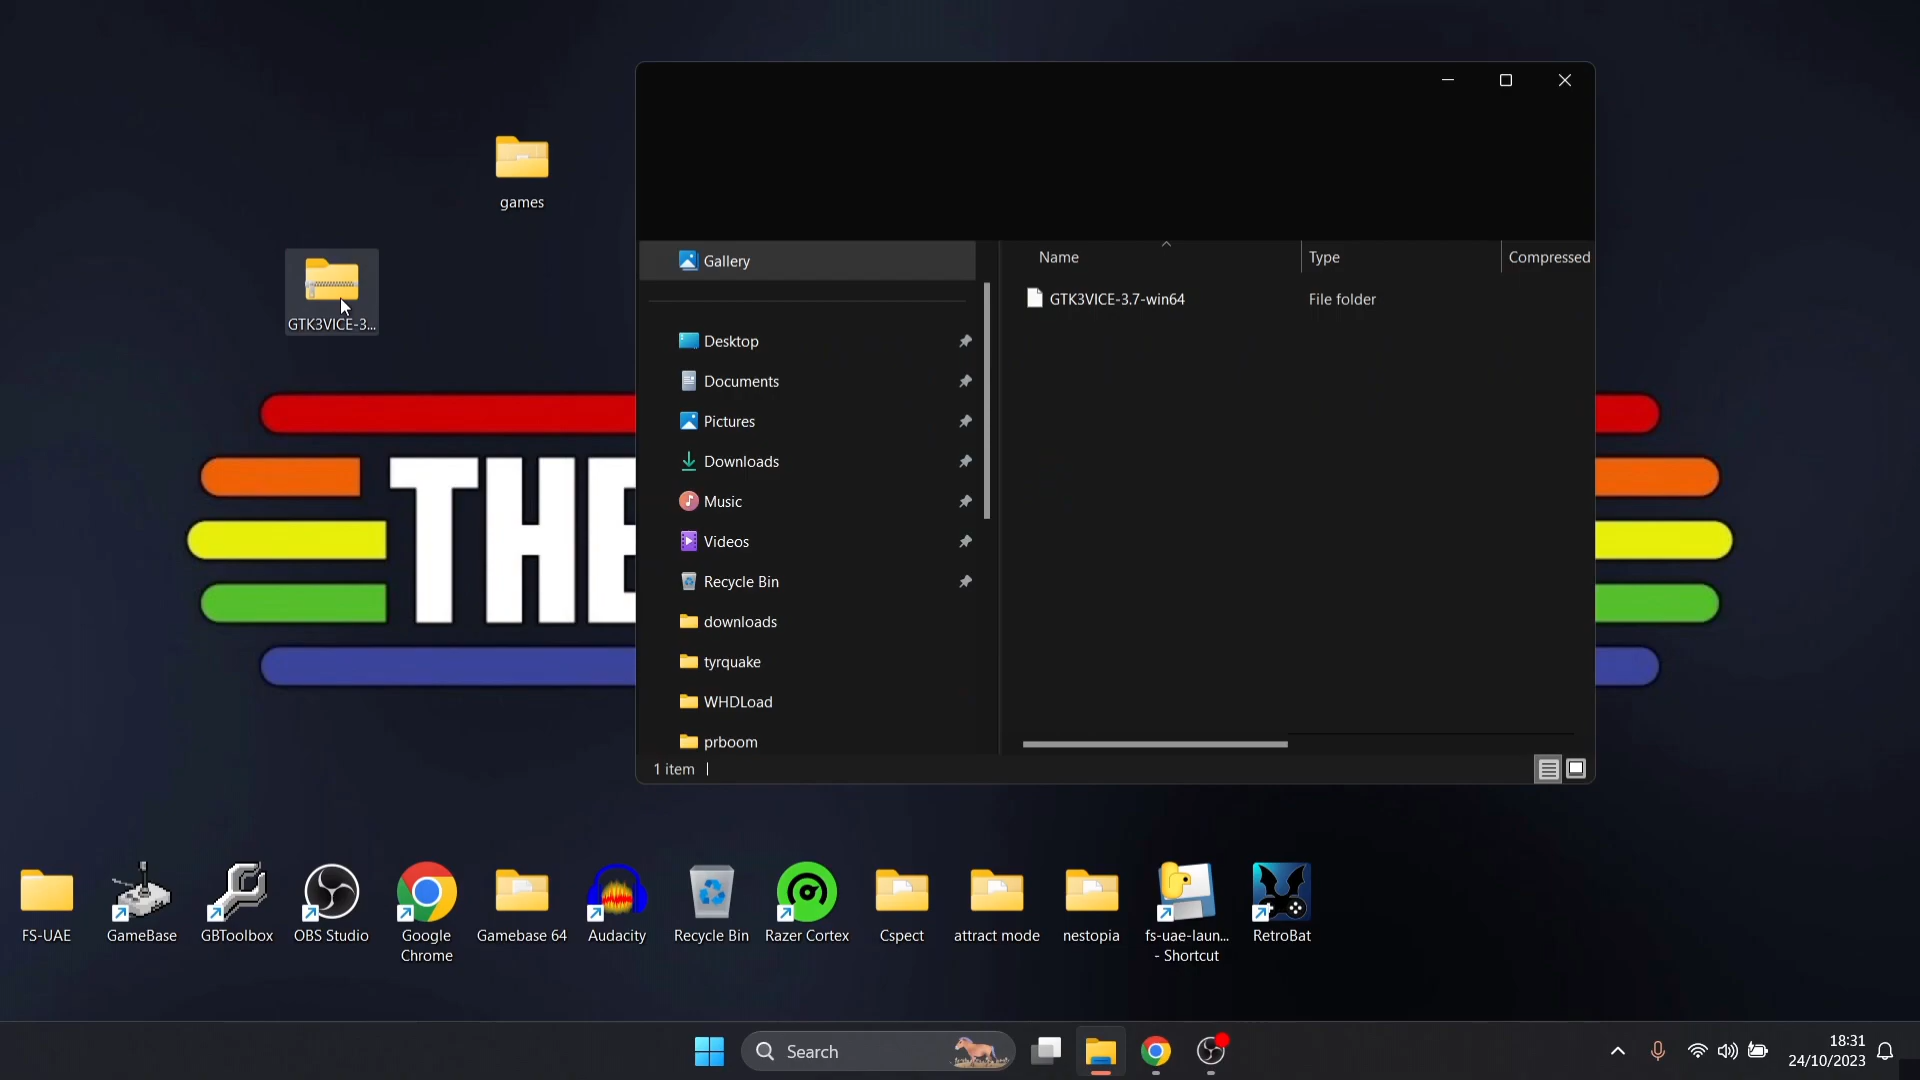 games
GTK3VICE-3...
THE
Gallery
Desktop
Documents
Pictures
Downloads
Music
Videos
Recycle Bin
downloads
tyrquake
WHDLoad
prboom
Name Type Compressed
GTK3VICE-3.7-win64 File folder
1 item
FS-UAE
GameBase
GBToolbox
OBS Studio
Google
Chrome
Gamebase 64
Audacity
Recycle Bin
Razer Cortex
Cspect
attract mode
nestopia
fs-uae-laun...
- Shortcut
RetroBat
Search
18:31
24/10/2023